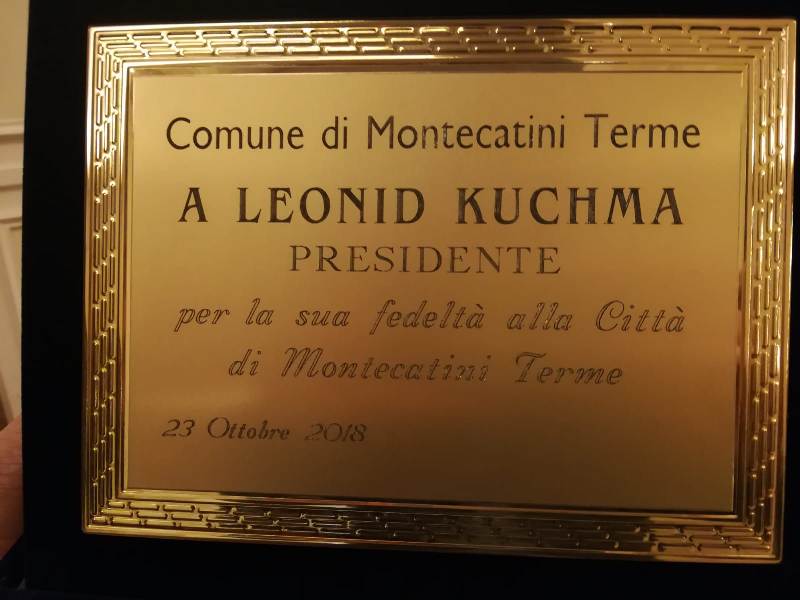 Comune di Montecatini Terme
A LEONID KUCHMA
PRESIDENTE
per la sua fedeltà alla Città
di Montecatini Terme
23 Ottobre 2018